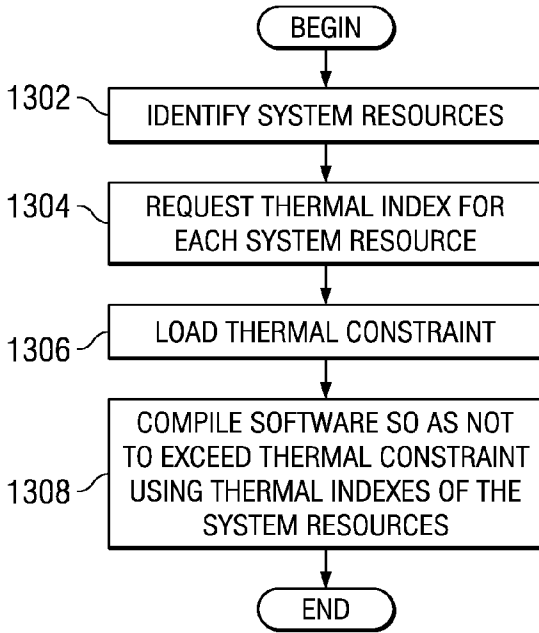 BEGIN
1302
IDENTIFY SYSTEM RESOURCES
1304
REQUEST THERMAL INDEX FOR
EACH SYSTEM RESOURCE
1306
LOAD THERMAL CONSTRAINT
1308
COMPILE SOFTWARE SO AS NOT
TO EXCEED THERMAL CONSTRAINT
USING THERMAL INDEXES OF THE
SYSTEM RESOURCES
END